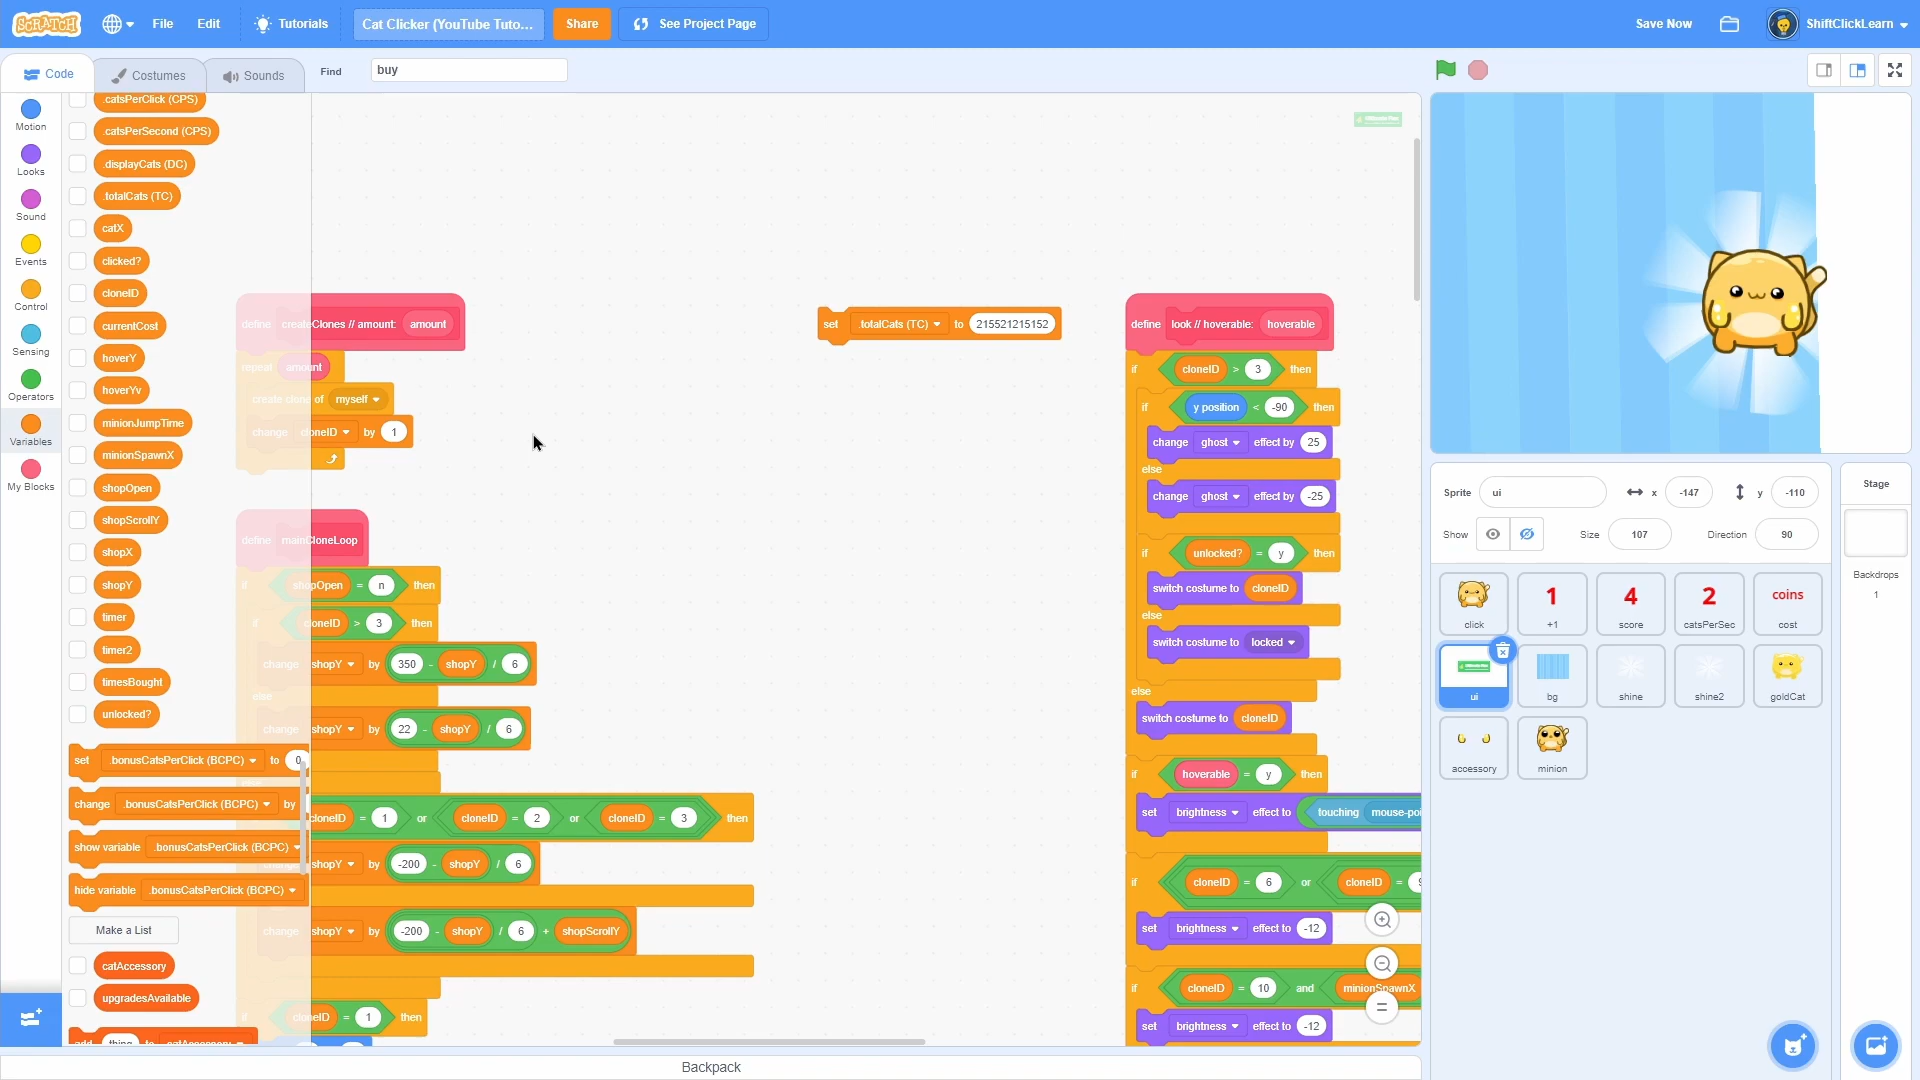 SCRATCH
File
Edit
Tutorials
Cat Clicker (YouTube Tuto...
Share
See Project Page
Save Now
ShiftClickLearn
Code
Costumes
Sounds
Find
buy
Motion
Looks
Sound
Events
Control
Sensing
Operators
Variables
My Blocks
.catsPerClick (CPS)
.catsPerSecond (CPS)
.displayCats (DC)
.totalCats (TC)
catX
clicked?
cloneID
currentCost
hoverY
hoverYv
minionJumpTime
minionSpawnX
shopOpen
shopScrollY
shopX
shopY
timer
timer2
timesBought
unlocked?
set .bonusCatsPerClick (BCPC) to 0
change .bonusCatsPerClick (BCPC) by
show variable .bonusCatsPerClick (BCPC)
hide variable .bonusCatsPerClick (BCPC)
Make a List
catAccessory
upgradesAvailable
add thing to catAccessory
define createClones // amount: amount
repeat amount
create clone of myself
change cloneID by 1
define mainCloneLoop
if shopOpen = n then
if cloneID > 3 then
change shopY by 350 - shopY / 6
else
change shopY by 22 - shopY / 6
cloneID = 1 or cloneID = 2 or cloneID = 3 then
shopY by -200 - shopY / 6
change shopY by -200 - shopY / 6 + shopScrollY
if cloneID = 1 then
set .totalCats (TC) to 215521215152
define look // hoverable: hoverable
if cloneID > 3 then
if y position < -90 then
change ghost effect by 25
else
change ghost effect by -25
if unlocked? = y then
switch costume to cloneID
else
switch costume to locked
else
switch costume to cloneID
if hoverable = y then
set brightness effect to touching mouse-poi
if cloneID = 6 or cloneID =
set brightness effect to -12
if cloneID = 10 and minionSpawnX
set brightness effect to -12
Backpack
Sprite ui x -147 y -110
Show Size 107 Direction 90
Stage
Backdrops
1
click
1
+1
4
score
2
catsPerSec
coins
cost
ui
bg
shine
shine2
goldCat
accessory
minion